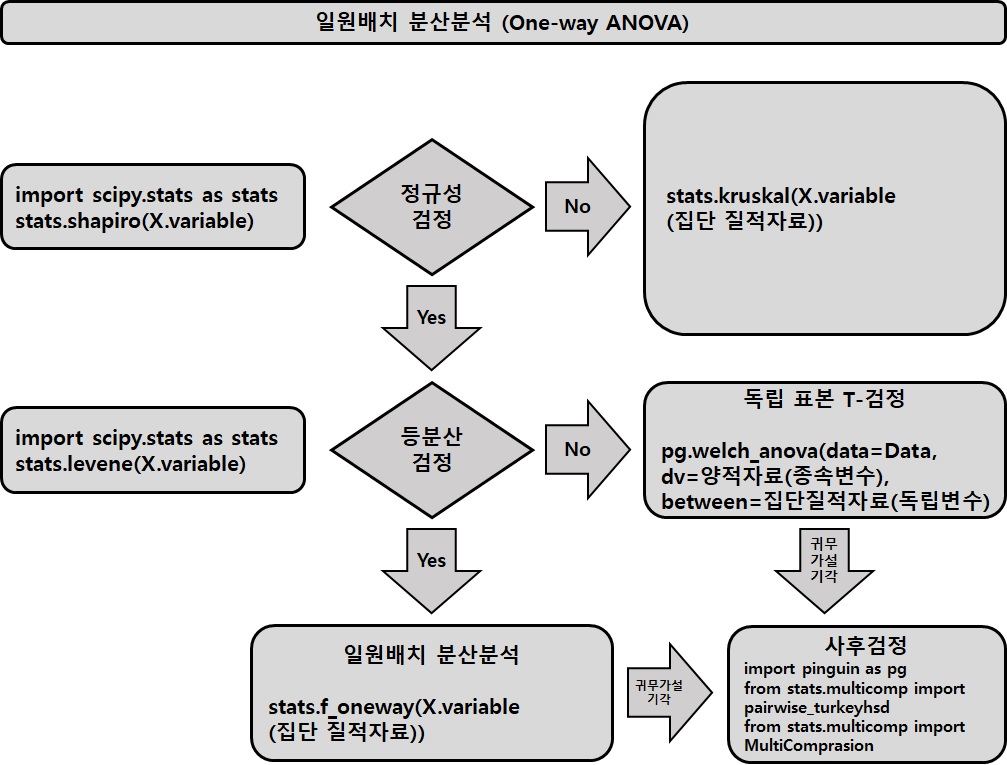 일원배치 분산분석 (One-way ANOVA)
import scipy.stats as stats
stats.shapiro(X.variable)
정규성
검정
No
stats.kruskal(X.variable
(집단 질적자료))
Yes
import scipy.stats as stats
stats.levene(X.variable)
등분산
검정
No
독립 표본 T-검정
pg.welch_anova(data=Data,
dv=양적자료(종속변수),
between=집단질적자료(독립변수)
Yes
귀무
가설
기각
일원배치 분산분석
stats.f_oneway(X.variable
(집단 질적자료))
귀무가설
기각
사후검정
import pinguin as pg
from stats.multicomp import
pairwise_turkeyhsd
from stats.multicomp import
MultiComprasion